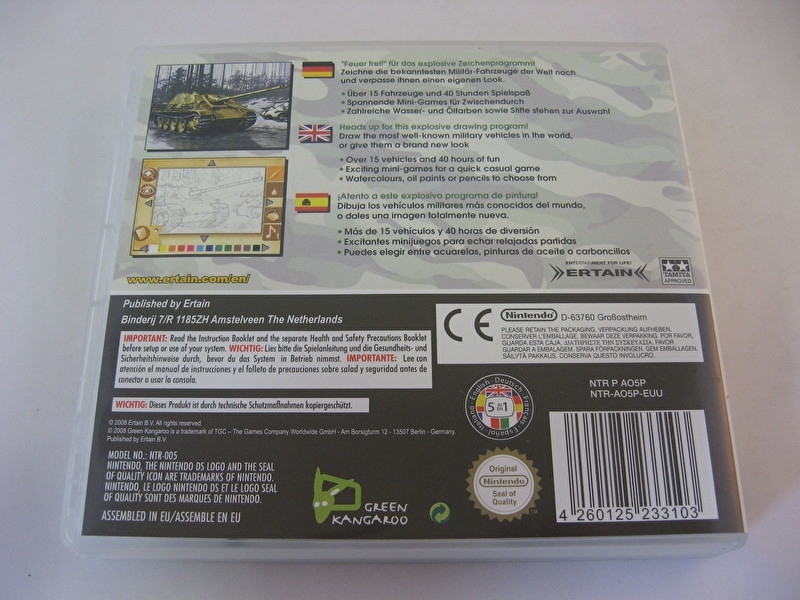 "Feuer frei!" für das explosive Zeichenprogramm!
Zeichne die bekanntesten Militär-Fahrzeuge der Welt nach
und verpasse ihnen einen eigenen Look.
• Über 15 Fahrzeuge und 40 Stunden Spielspaß
• Spannende Mini-Games für Zwischendurch
• Zahlreiche Wasser- und Ölfarben sowie Stifte stehen zur Auswahl
Heads up for this explosive drawing program!
Draw the most well-known military vehicles in the world,
or give them a brand new look
• Over 15 vehicles and 40 hours of fun
• Exciting mini-games for a quick casual game
• Watercolours, oil paints or pencils to choose from
¡Atento a este explosivo programa de pintura!
Dibuja los vehículos militares más conocidos del mundo,
o dales una imagen totalmente nueva.
• Más de 15 vehículos y 40 horas de diversión
• Excitantes minijuegos para echar relajadas partidas
• Puedes elegir entre acuarelas, pinturas de aceite o carboncillos
www.ertain.com/en/
ENTERTAINMENT FOR LIFE!
ERTAIN
TAMIYA
APPROVED
Published by Ertain
Binderij 7/R 1185ZH Amstelveen The Netherlands
IMPORTANT: Read the Instruction Booklet and the separate Health and Safety Precautions Booklet
before setup or use of your system. WICHTIG: Lies bitte die Spielanleitung und die Gesundheits- und
Sicherheitshinweise durch, bevor du das System in Betrieb nimmst. IMPORTANTE: Lee con
atención el manual de instrucciones y el folleto de precauciones sobre salud y seguridad antes de
conectar o usar la consola.
WICHTIG: Dieses Produkt ist durch technische Schutzmaßnahmen kopiergeschützt.
© 2008 Ertain B.V. All rights reserved.
© 2008 Green Kangaroo is a trademark of TGC – The Games Company Worldwide GmbH - Am Borsigturm 12 - 13507 Berlin - Germany.
Published by Ertain B.V.
MODEL NO.: NTR-005
NINTENDO, THE NINTENDO DS LOGO AND THE SEAL
OF QUALITY ICON ARE TRADEMARKS OF NINTENDO.
NINTENDO, LE LOGO NINTENDO DS ET LE LOGO SEAL
OF QUALITY SONT DES MARQUES DE NINTENDO.
ASSEMBLED IN EU/ASSEMBLE EN EU
GREEN
KANGAROO
CE
Nintendo D-63760 Großostheim
PLEASE RETAIN THE PACKAGING. VERPACKUNG AUFHEBEN.
CONSERVER L'EMBALLAGE. BEWAAR DEZE VERPAKKING. POR FAVOR,
GUARDA ESTA CAJA. ΔΙΑΤΗΡΗΣΤΕ ΤΗΝ ΣΥΣΚΕΥΑΣΙΑ. FAVOR
GUARDAR A EMBALAGEM. SPARA FÖRPACKNINGEN. GEM EMBALLAGEN.
SÄILYTÄ PAKKAUS. CONSERVA QUESTO INVOLUCRO.
NTR P AO5P
NTR-AO5P-EUU
English · Deutsch · Français · Español · Italiano
5 IN EN 1
Original
Nintendo
Seal of
Quality
4 260125 233103